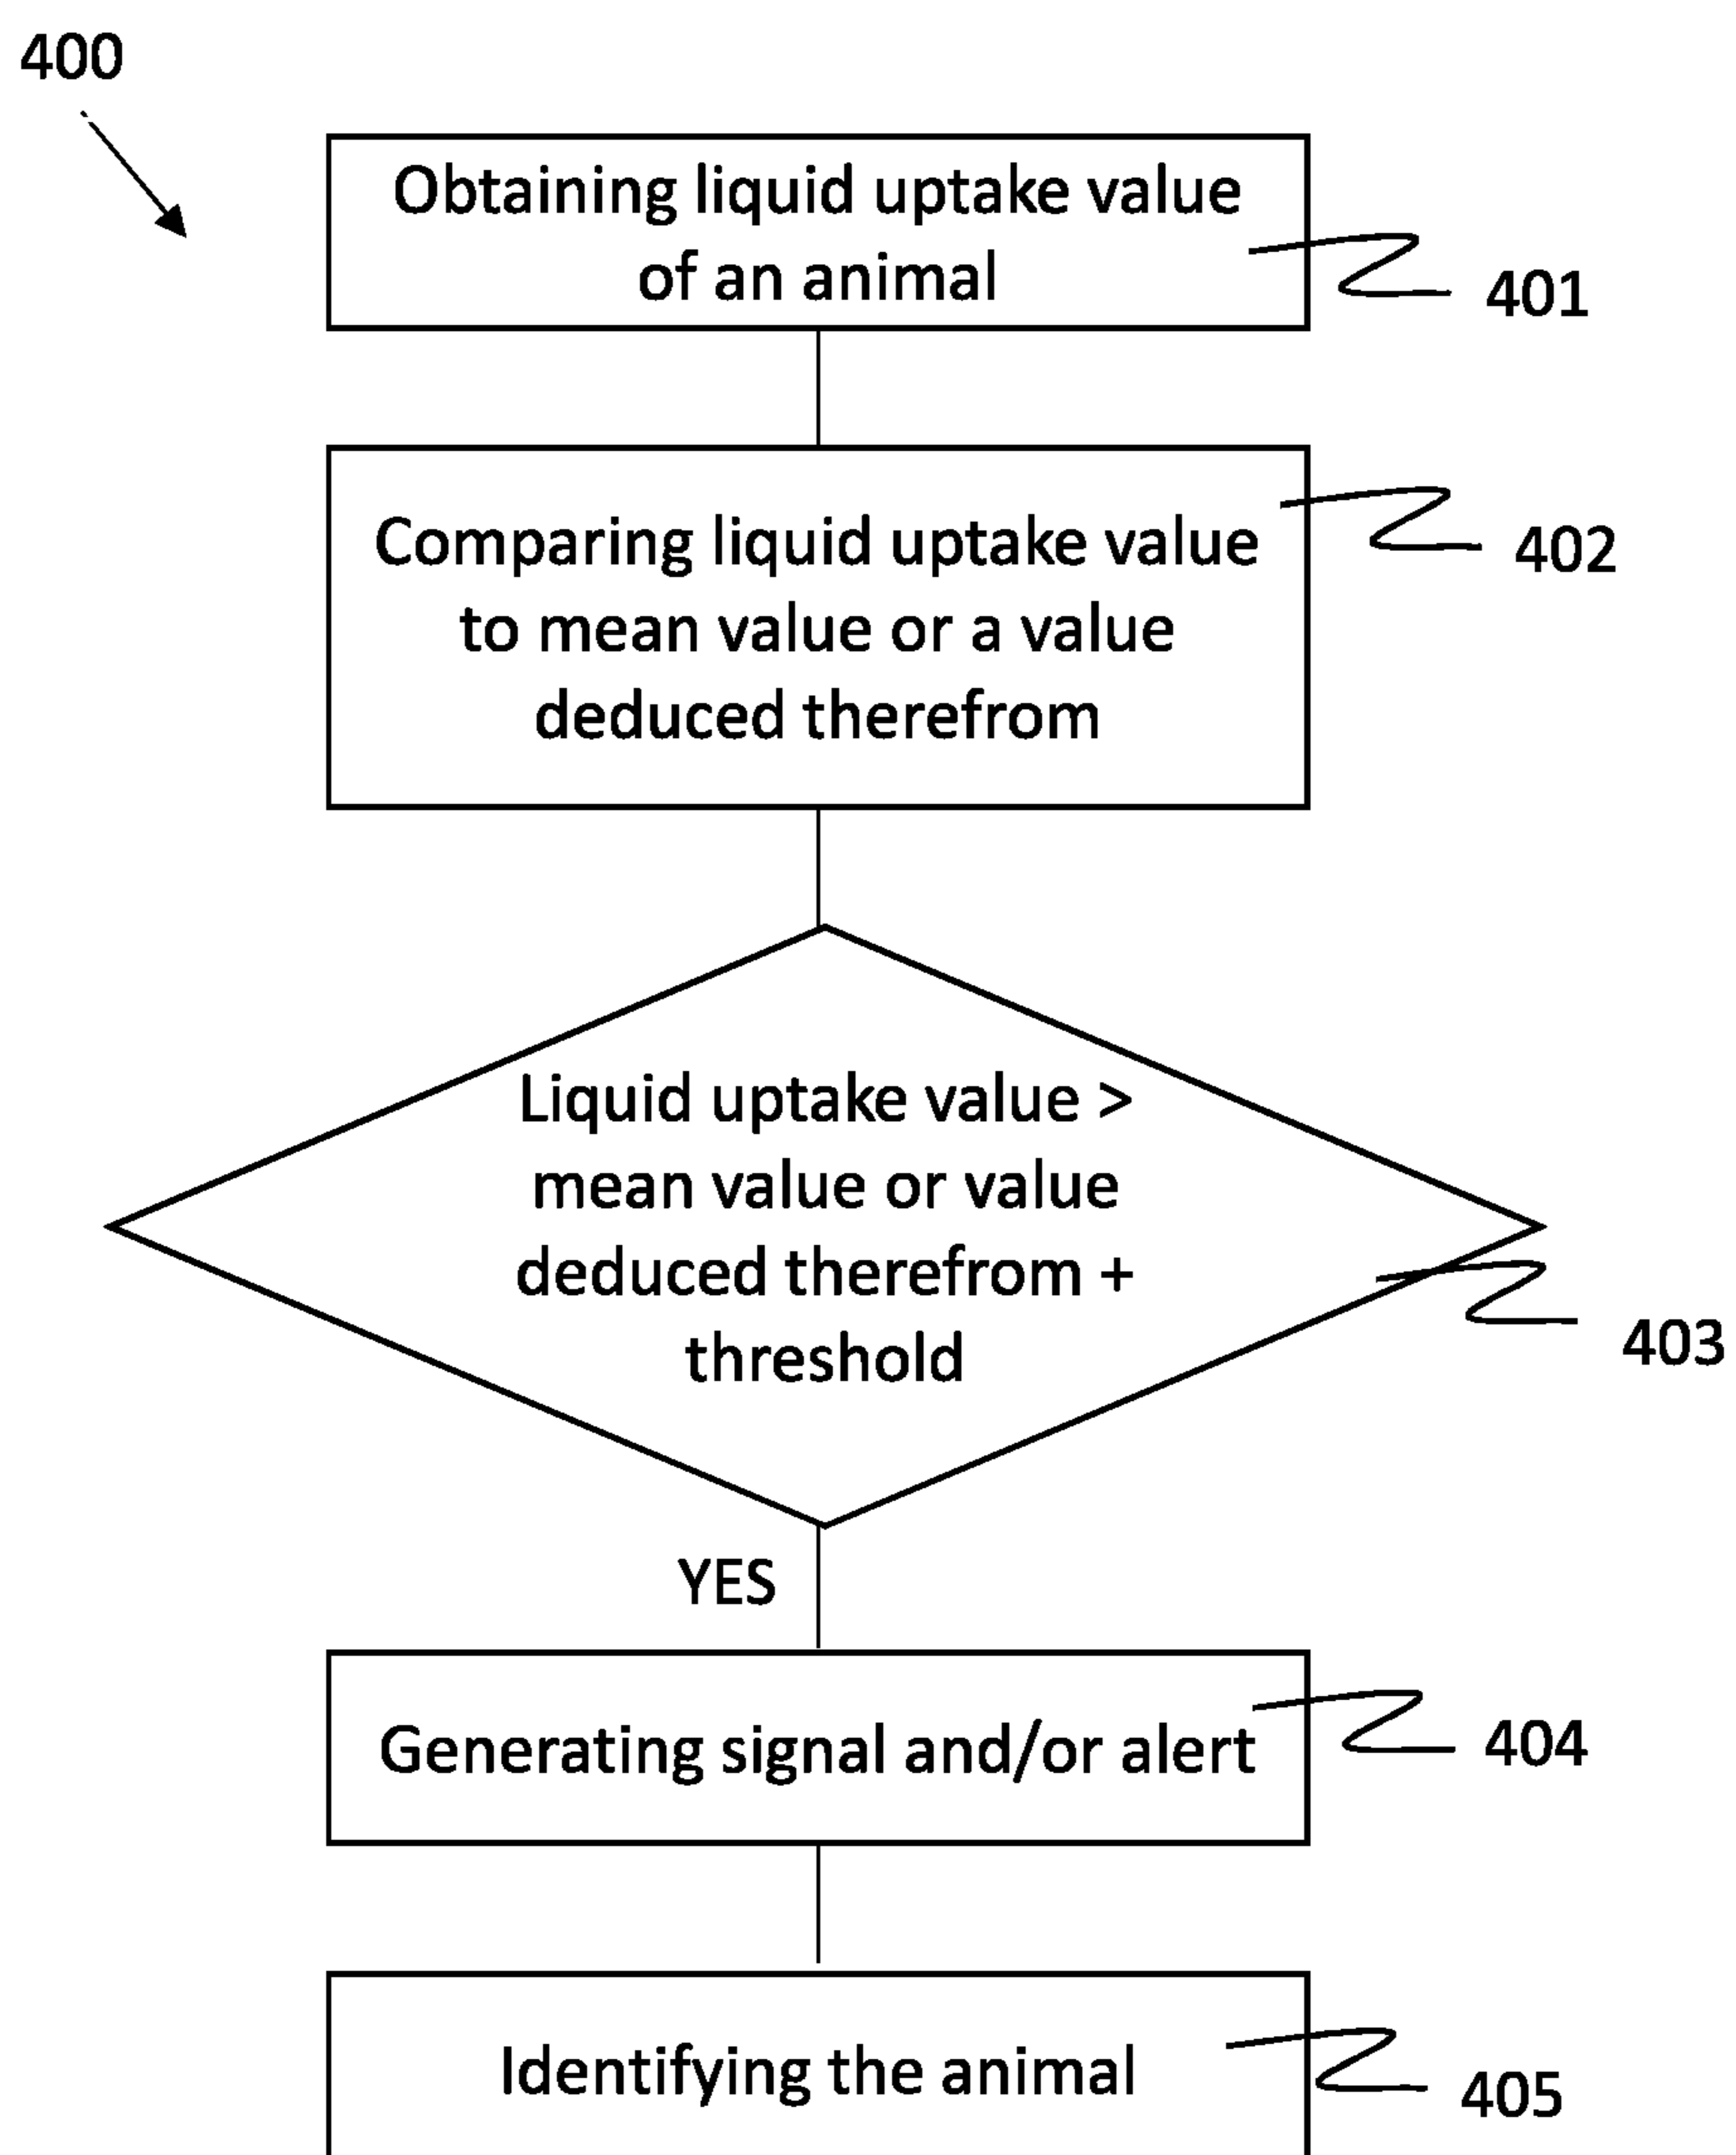 400
Obtaining liquid uptake value
of an animal
401
Comparing liquid uptake value
to mean value or a value
deduced therefrom
402
Liquid uptake value >
mean value or value
deduced therefrom +
threshold
403
YES
Generating signal and/or alert
404
Identifying the animal
405